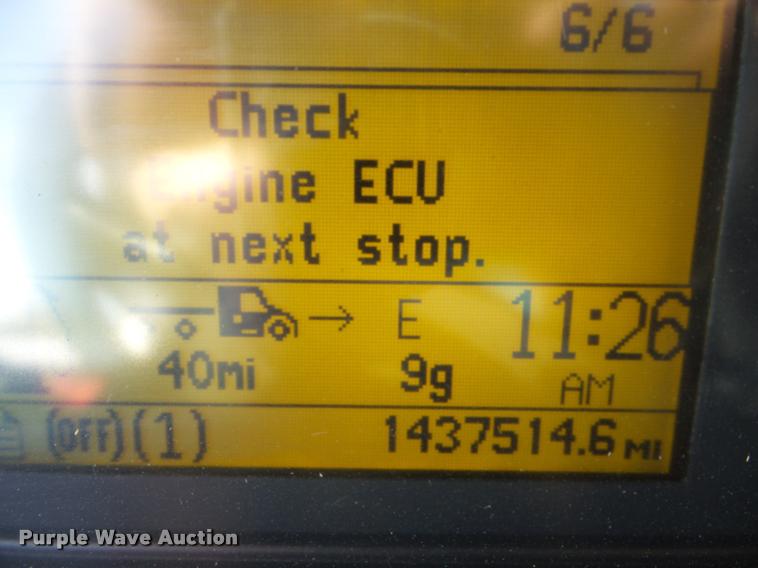 6/6
Check
Engine ECU
at next stop.
→ E 11:26
40mi 9g AM
(OFF) (1) 1437514.6 MI
Purple Wave Auction